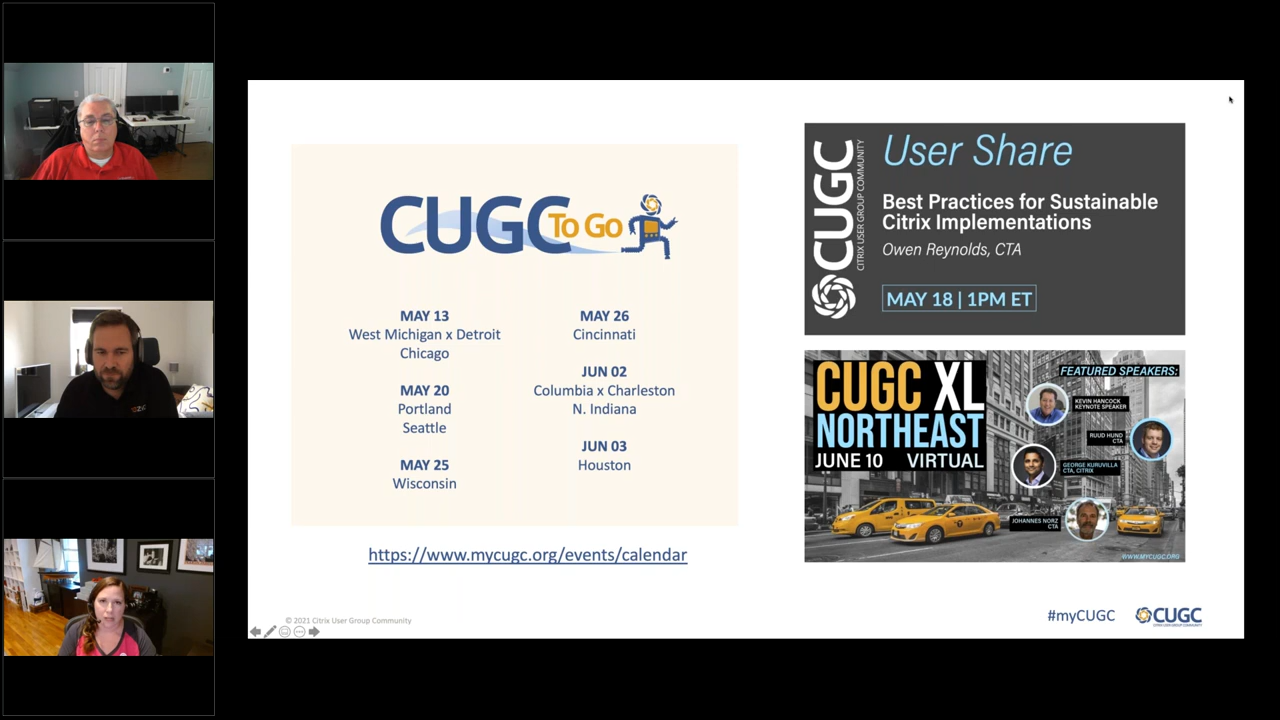 CUGC To Go
MAY 13
West Michigan x Detroit
Chicago
MAY 20
Portland
Seattle
MAY 25
Wisconsin
MAY 26
Cincinnati
JUN 02
Columbia x Charleston
N. Indiana
JUN 03
Houston
https://www.mycugc.org/events/calendar
© 2021 Citrix User Group Community
CUGC
CITRIX USER GROUP COMMUNITY
User Share
Best Practices for Sustainable
Citrix Implementations
Owen Reynolds, CTA
MAY 18 | 1PM ET
CUGC XL
NORTHEAST
JUNE 10 VIRTUAL
FEATURED SPEAKERS:
KEVIN HANCOCK
KEYNOTE SPEAKER
RUUD HUND
CTA
GEORGE KURUVILLA
CTA, CITRIX
JOHANNES NORZ
CTA
WWW.MYCUGC.ORG
#myCUGC
CUGC
CITRIX USER GROUP COMMUNITY